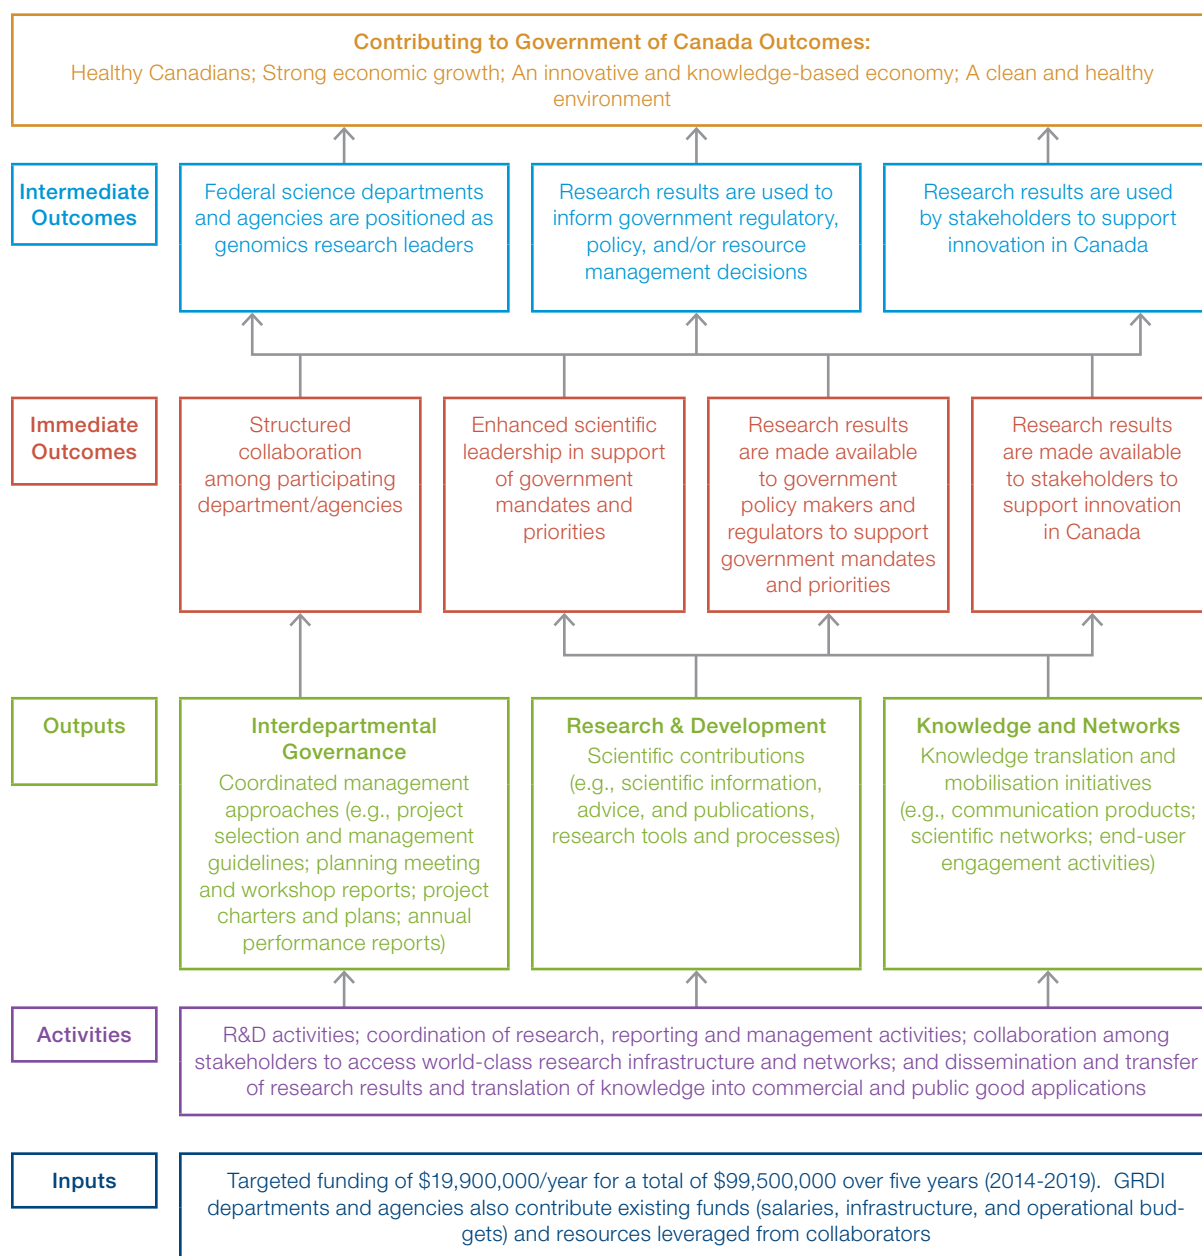 Contributing to Government of Canada Outcomes:
Healthy Canadians; Strong economic growth; An innovative and knowledge-based economy; A clean and healthy
environment
Intermediate
Outcomes
Federal science departments
and agencies are positioned as
genomics research leaders
Research results are used to
inform government regulatory,
policy, and/or resource
management decisions
Research results are used
by stakeholders to support
innovation in Canada
Immediate
Outcomes
Structured
collaboration
among participating
department/agencies
Enhanced scientific
leadership in support
of government
mandates and
priorities
Research results
are made available
to government
policy makers and
regulators to support
government mandates
and priorities
Research results
are made available
to stakeholders to
support innovation
in Canada
Outputs
Interdepartmental
Governance
Coordinated management
approaches (e.g., project
selection and management
guidelines; planning meeting
and workshop reports; project
charters and plans; annual
performance reports)
Research & Development
Scientific contributions
(e.g., scientific information,
advice, and publications,
research tools and processes)
Knowledge and Networks
Knowledge translation and
mobilisation initiatives
(e.g., communication products;
scientific networks; end-user
engagement activities)
Activities
R&D activities; coordination of research, reporting and management activities; collaboration among
stakeholders to access world-class research infrastructure and networks; and dissemination and transfer
of research results and translation of knowledge into commercial and public good applications
Inputs
Targeted funding of $19,900,000/year for a total of $99,500,000 over five years (2014-2019).  GRDI
departments and agencies also contribute existing funds (salaries, infrastructure, and operational bud-
gets) and resources leveraged from collaborators